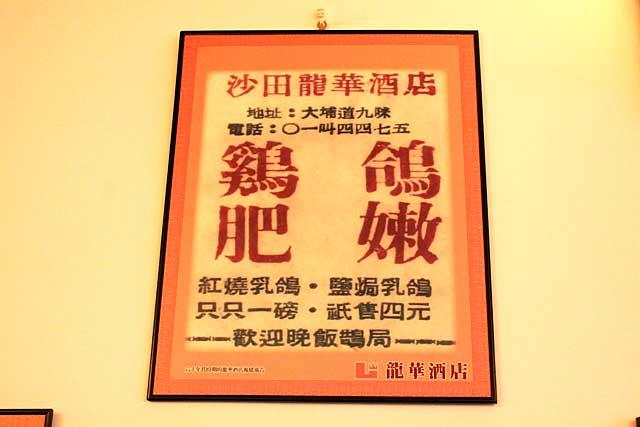 沙田龍華酒店
地址：大埔道九咪
電話：〇一叫四四七五
鷄肥 鴿嫩
紅燒乳鴿・鹽焗乳鴿
只只一磅・祇售四元
歡迎晚飯鵲局
龍華酒店